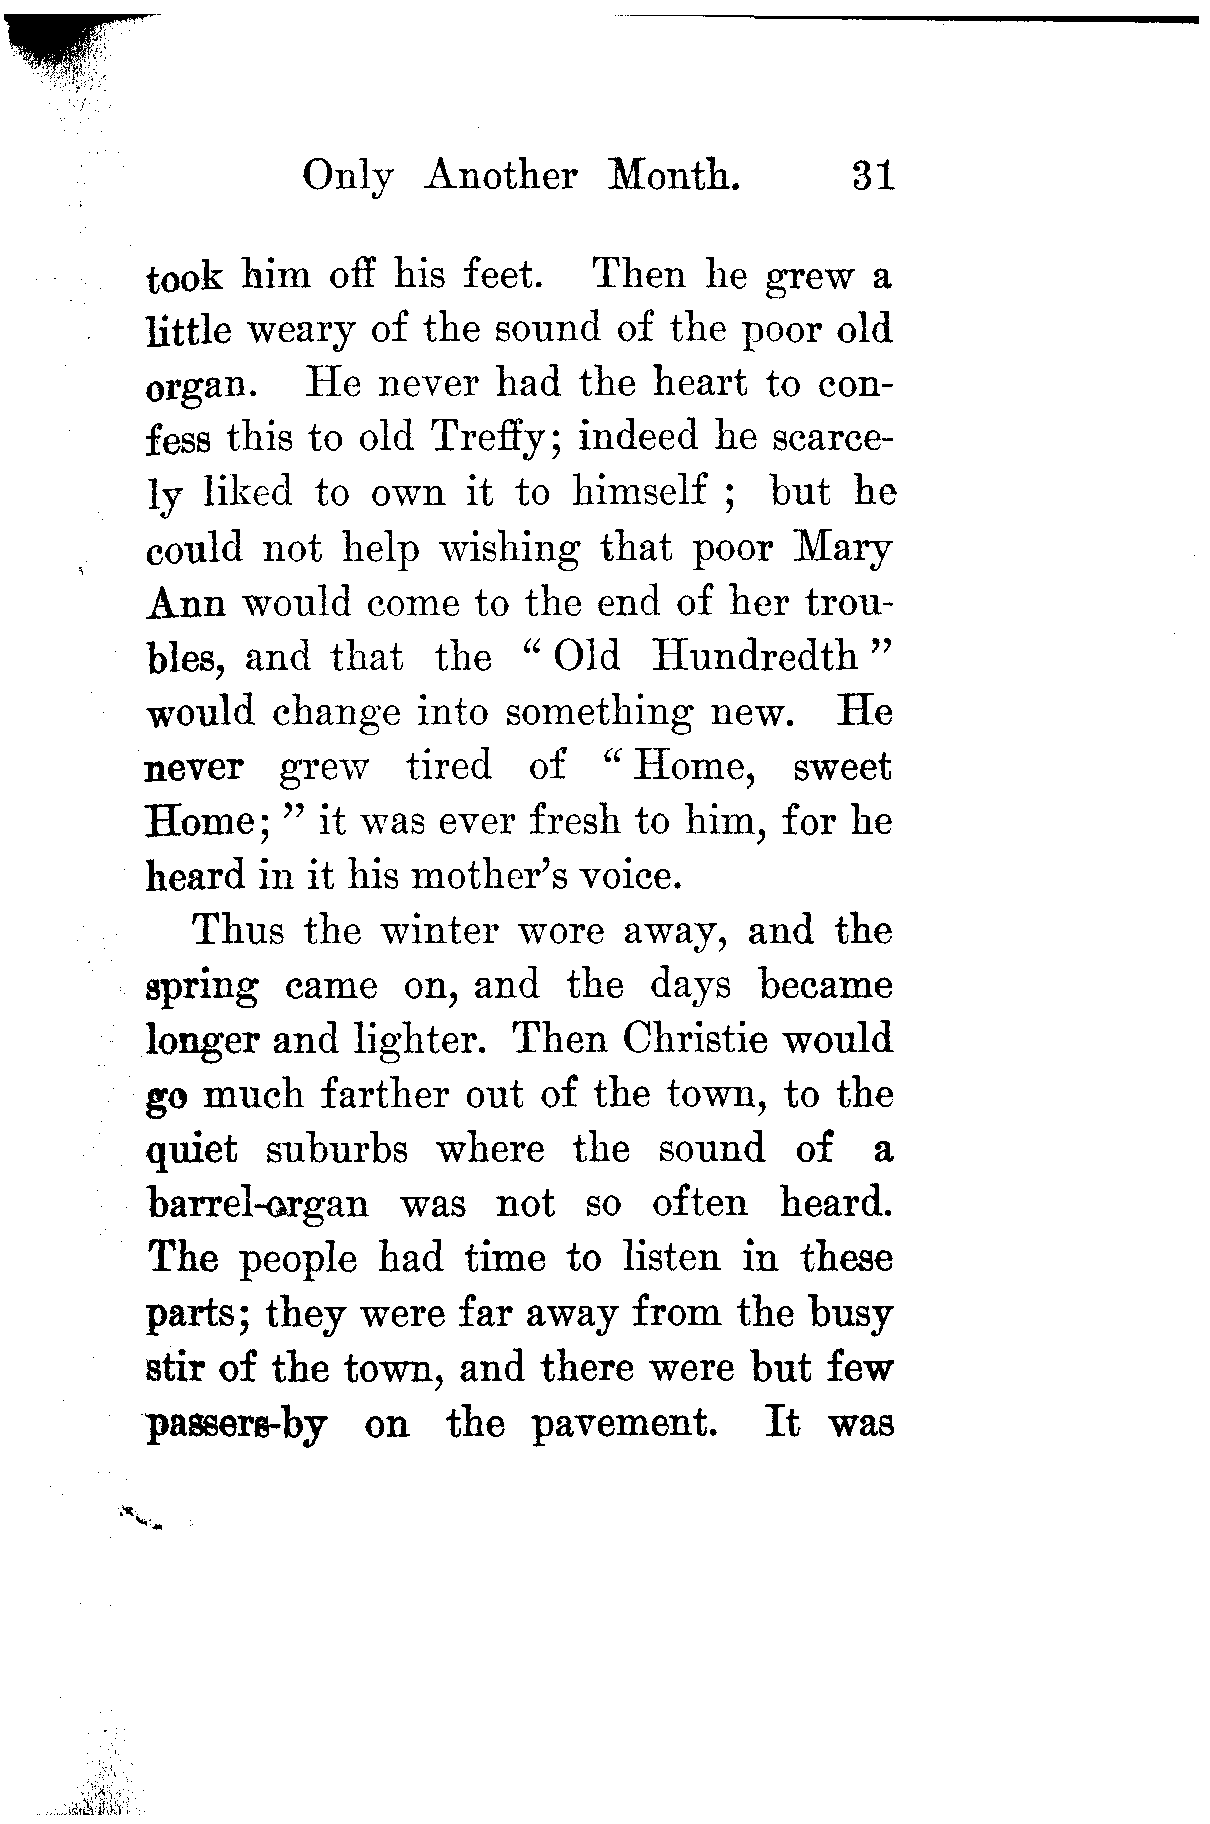 Only Another Month. 31
took him off his feet. Then he grew a
little weary of the sound of the poor old
organ. He never had the heart to con-
fess this to old Treffy; indeed he scarce-
ly liked to own it to himself ; but he
could not help wishing that poor Mary
Ann would come to the end of her trou-
bles, and that the “ Old Hundredth ”
would change into something new. He
never grew tired of “ Home, sweet
Home; ” it was ever fresh to him, for he
heard in it his mother’s voice.
Thus the winter wore away, and the
spring came on, and the days became
longer and lighter. Then Christie would
go much farther out of the town, to the
quiet suburbs where the sound of a
barrel-organ was not so often heard.
The people had time to listen in these
parts; they were far away from the busy
stir of the town, and there were but few
passers-by on the pavement. It was